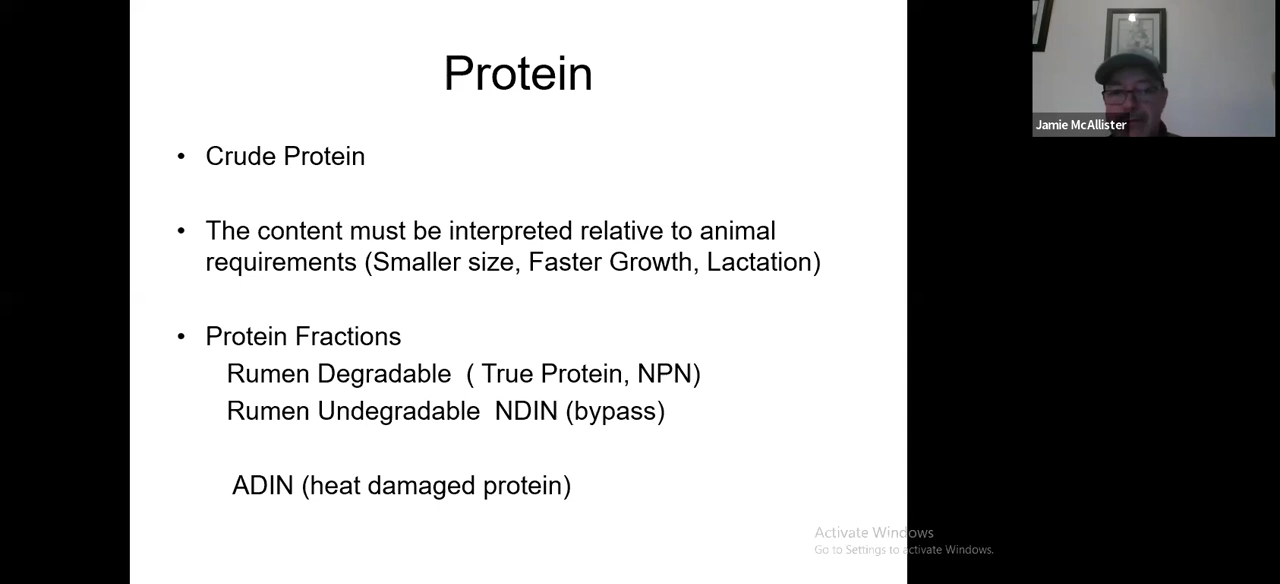 Protein
• Crude Protein
• The content must be interpreted relative to animal
requirements (Smaller size, Faster Growth, Lactation)
• Protein Fractions
Rumen Degradable ( True Protein, NPN)
Rumen Undegradable NDIN (bypass)
ADIN (heat damaged protein)
Jamie McAllister
Activate Windows
Go to Settings to activate Windows.